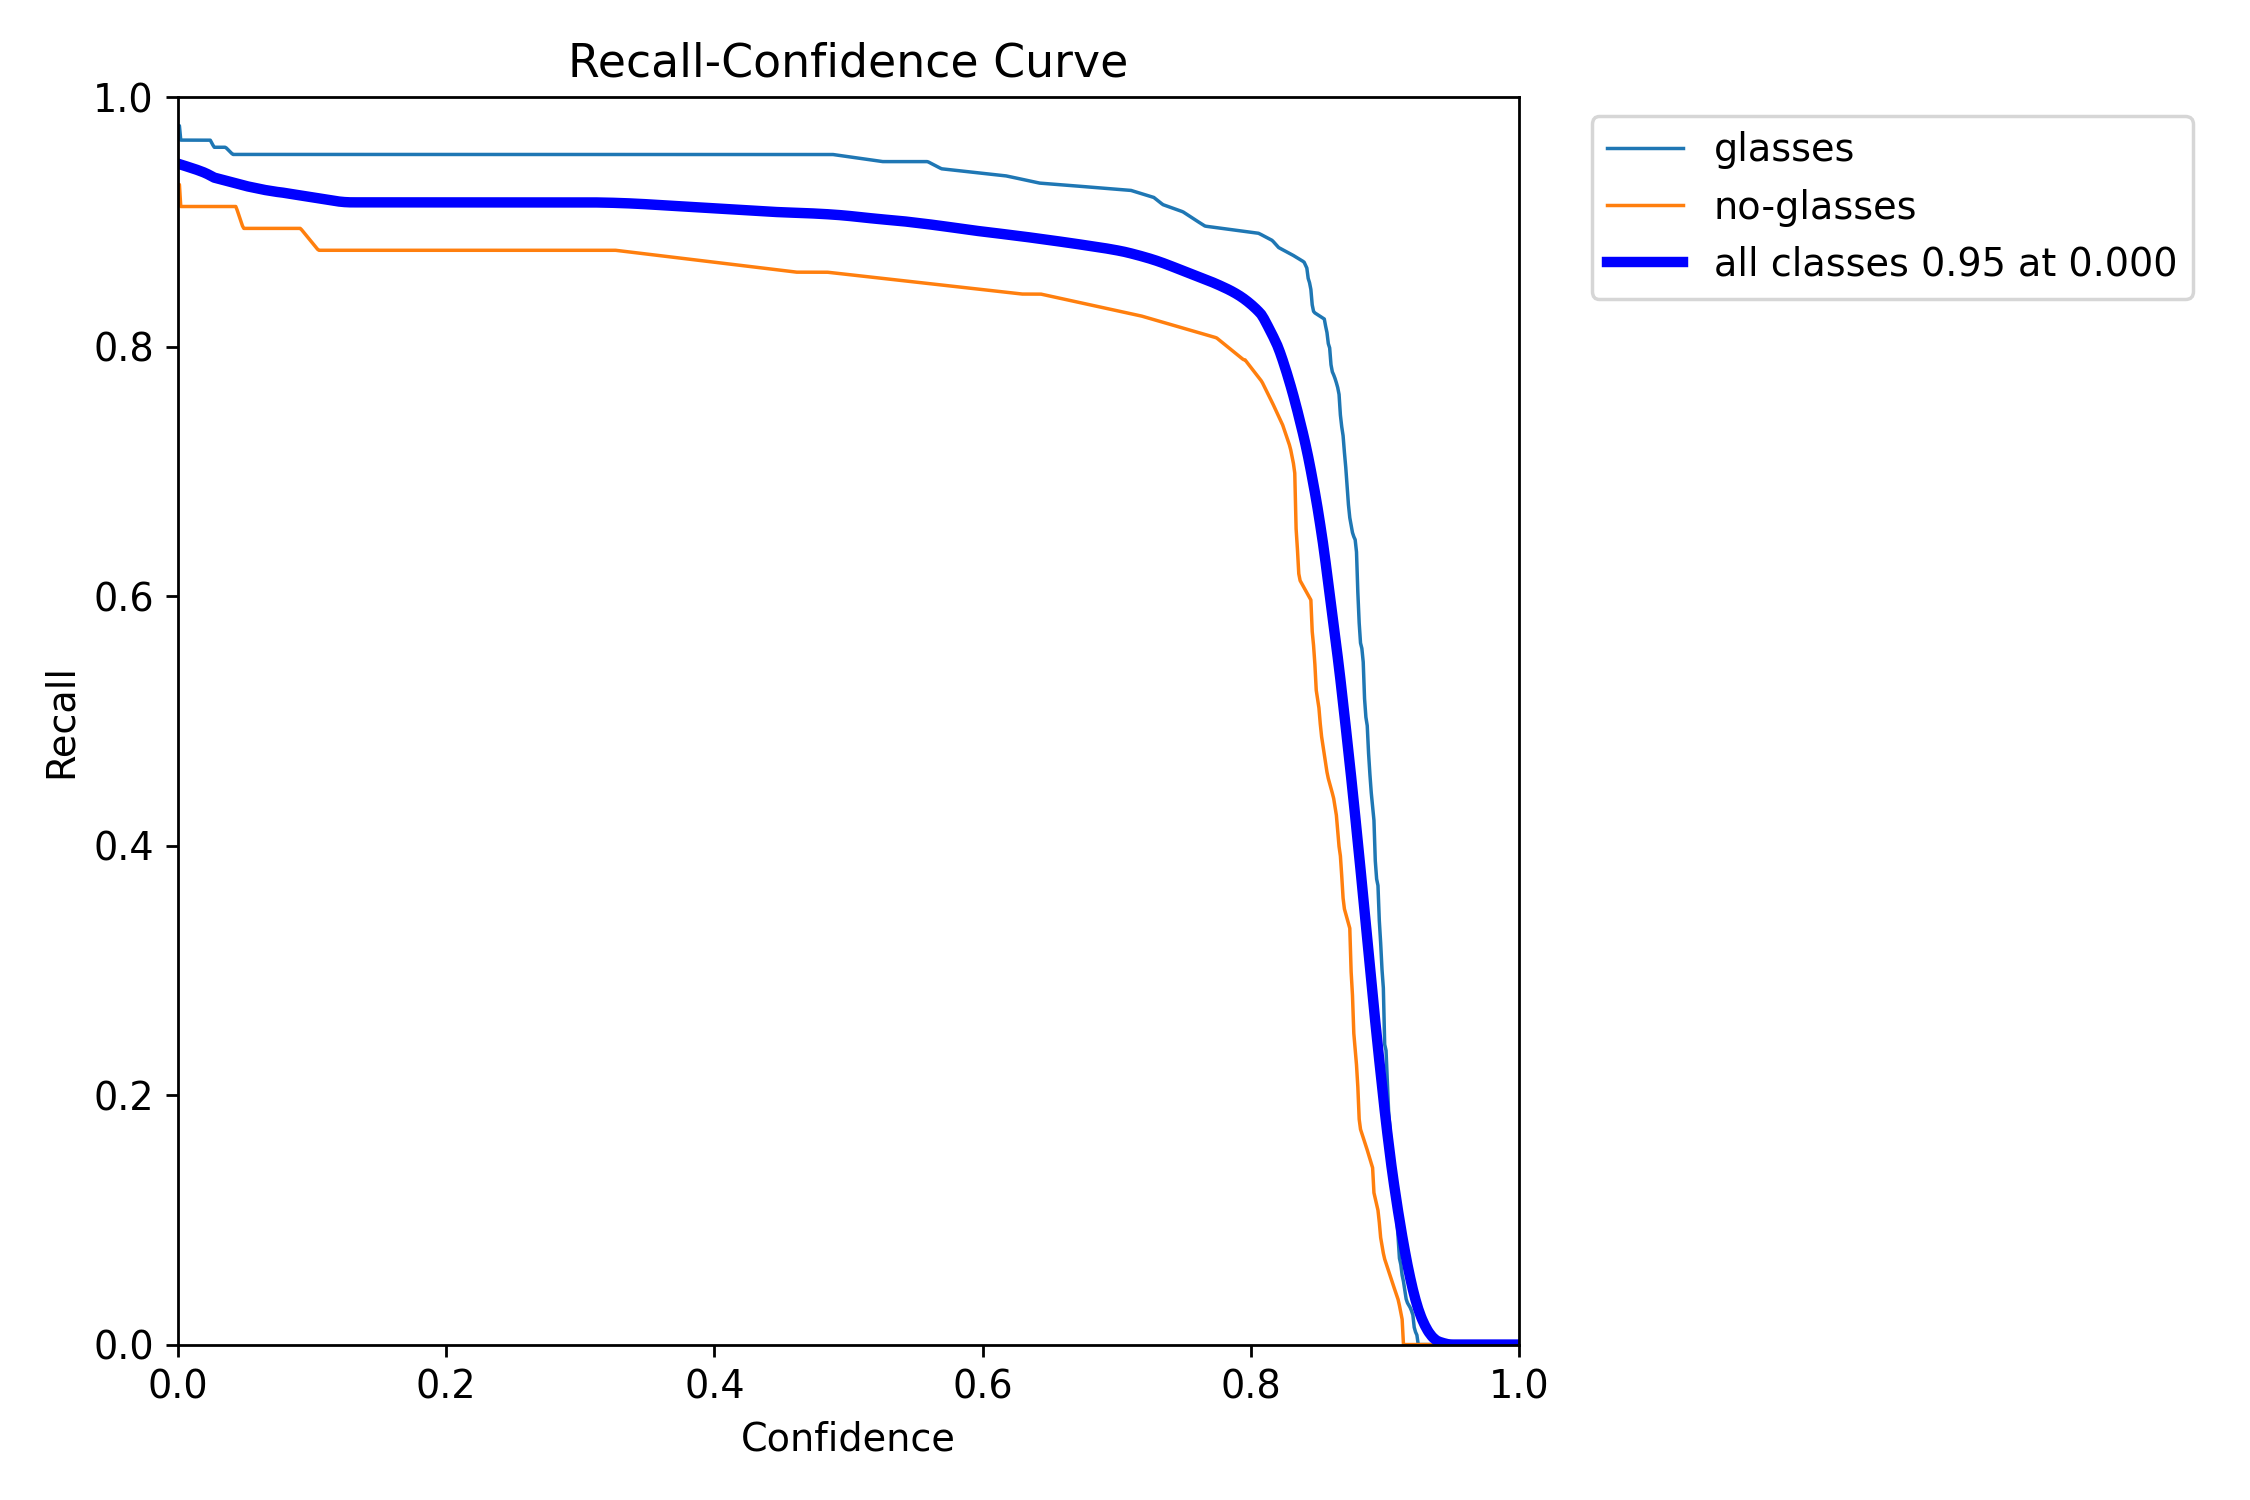 Recall-Confidence Curve
1.0
0.8
0.6
0.4
0.2
0.0
Recall
0.0 0.2 0.4 0.6 0.8 1.0
Confidence
glasses
no-glasses
all classes 0.95 at 0.000